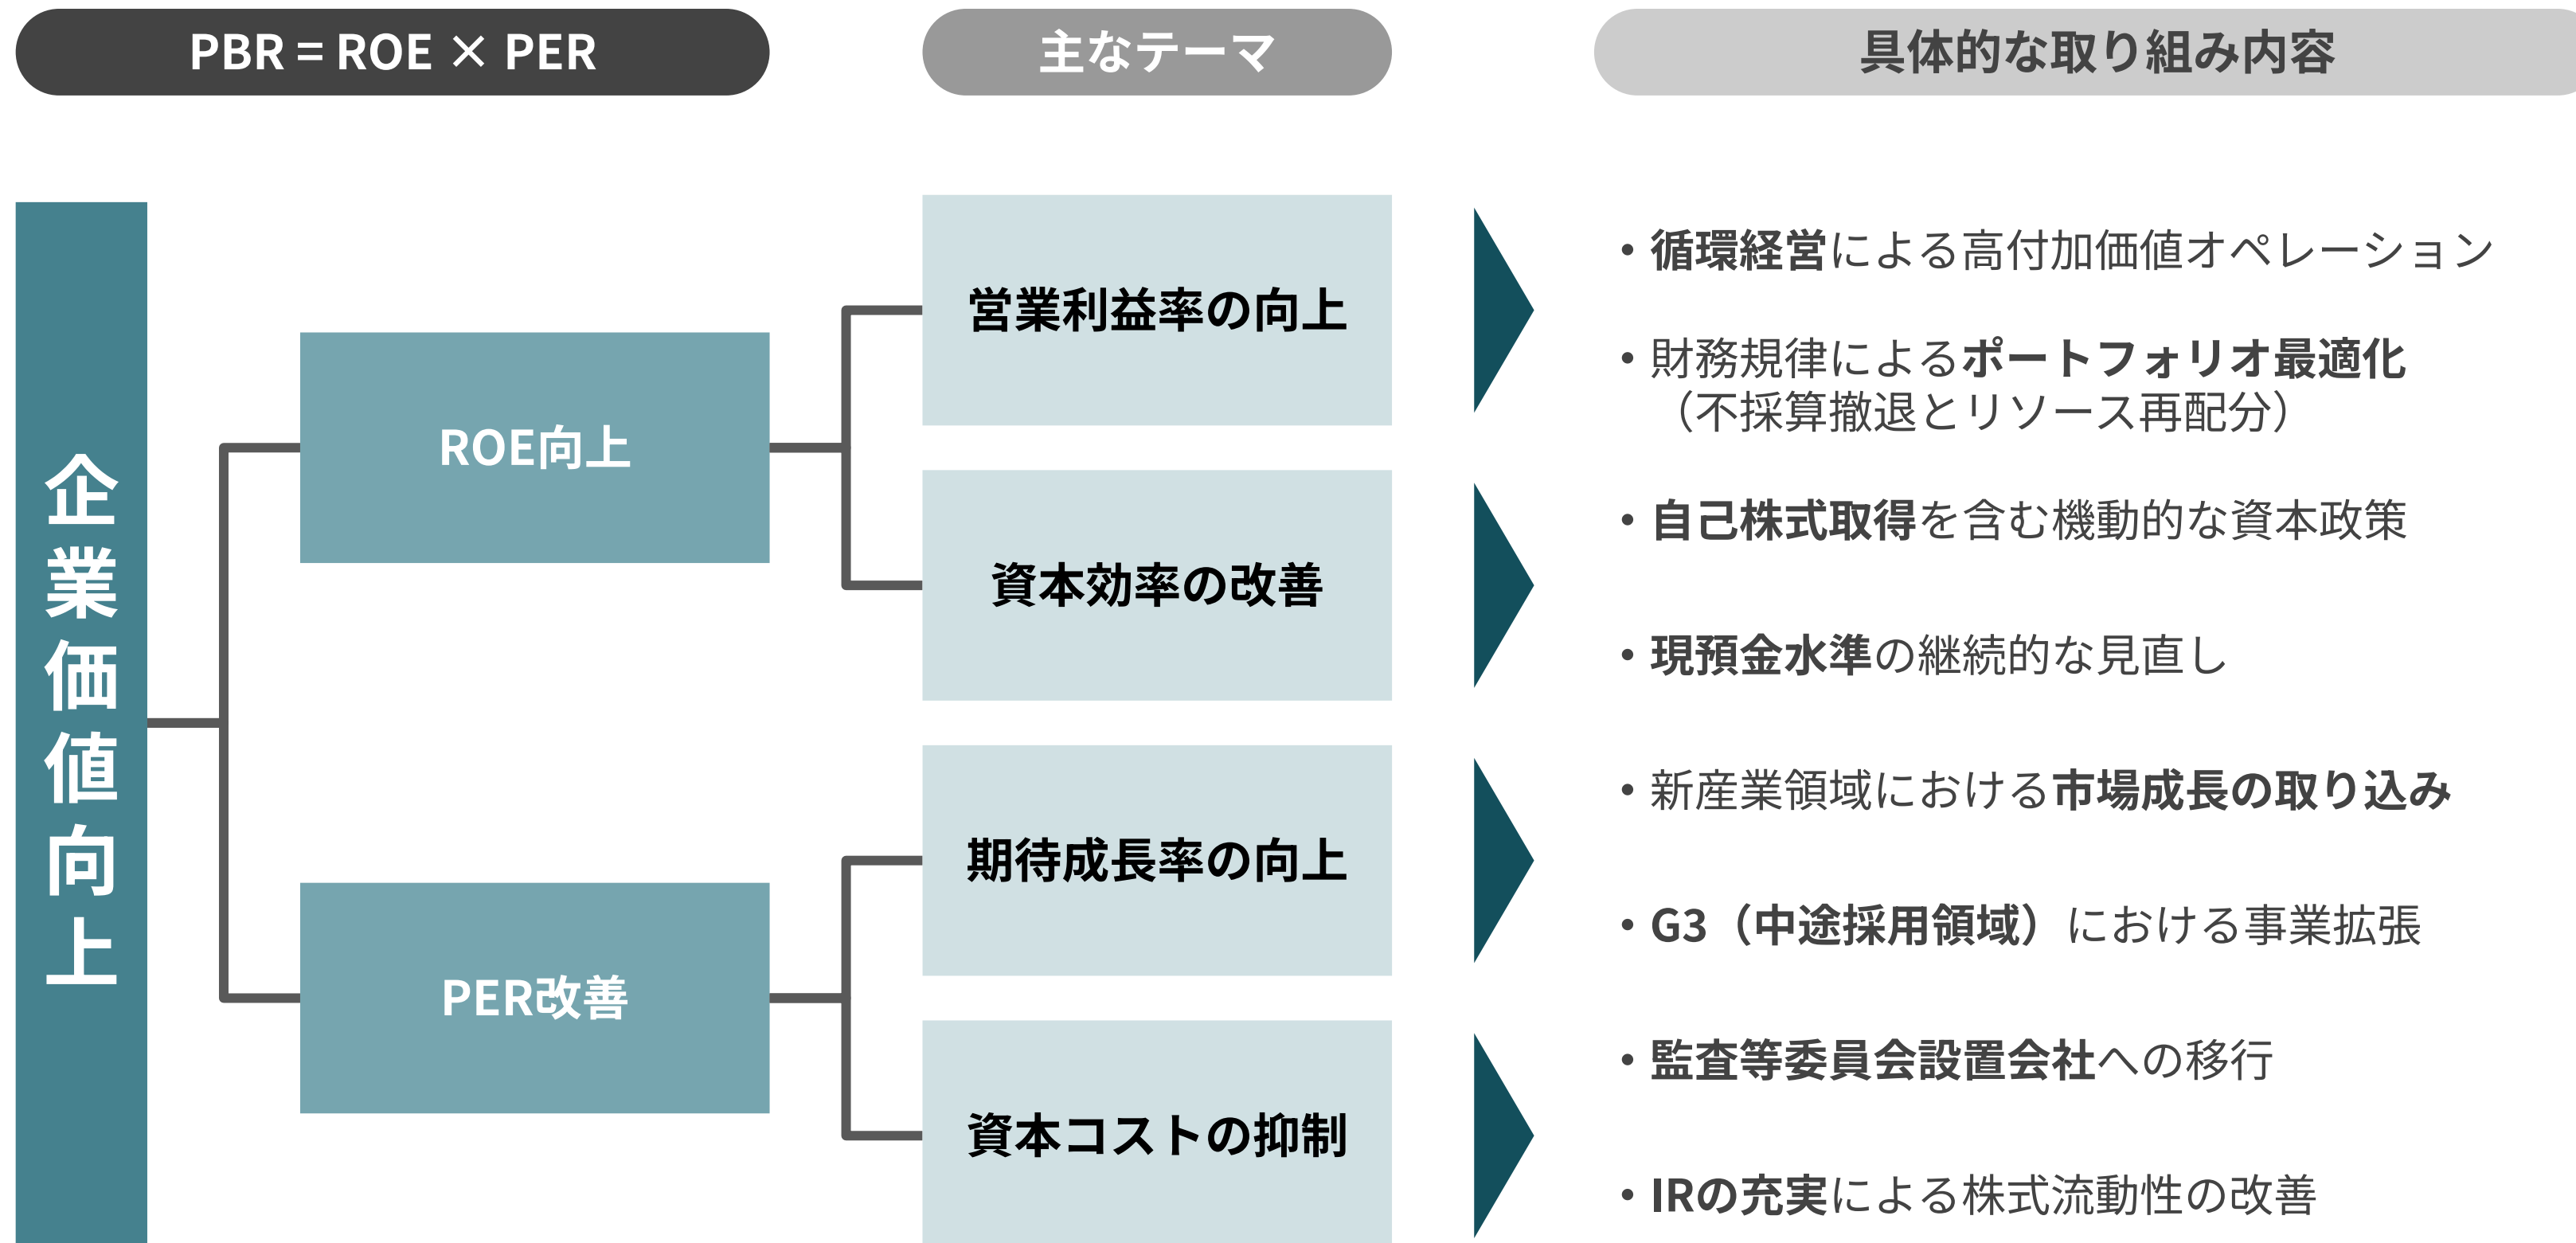 PBR = ROE × PER
主なテーマ
具体的な取り組み内容
企業価値向上
ROE向上
PER改善
営業利益率の向上
資本効率の改善
期待成長率の向上
資本コストの抑制
・循環経営による高付加価値オペレーション
・財務規律によるポートフォリオ最適化
（不採算撤退とリソース再配分）
・自己株式取得を含む機動的な資本政策
・現預金水準の継続的な見直し
・新産業領域における市場成長の取り込み
・G3（中途採用領域）における事業拡張
・監査等委員会設置会社への移行
・IRの充実による株式流動性の改善